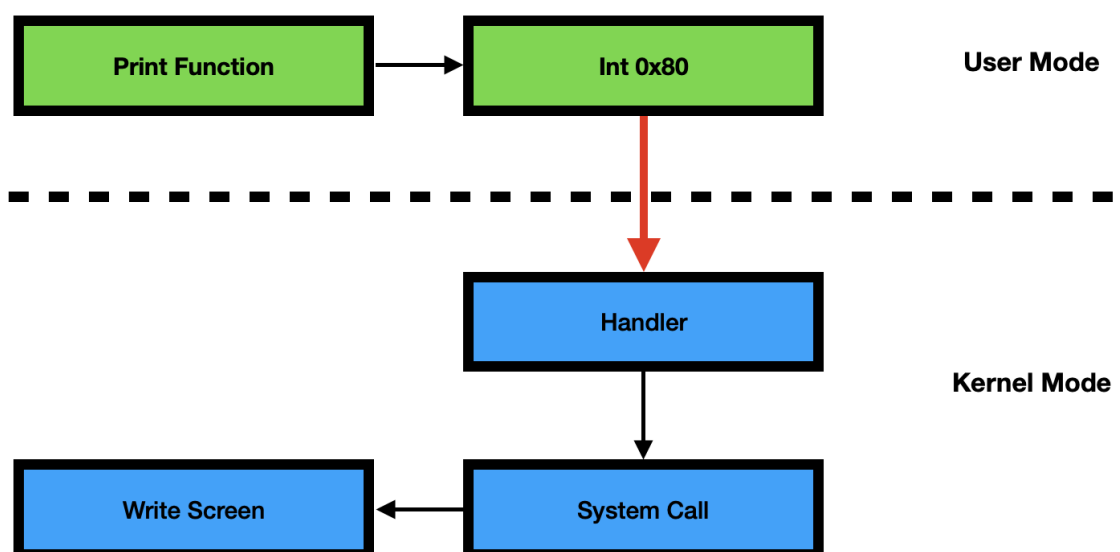 Print Function
Int 0x80
User Mode
Handler
Kernel Mode
Write Screen
System Call